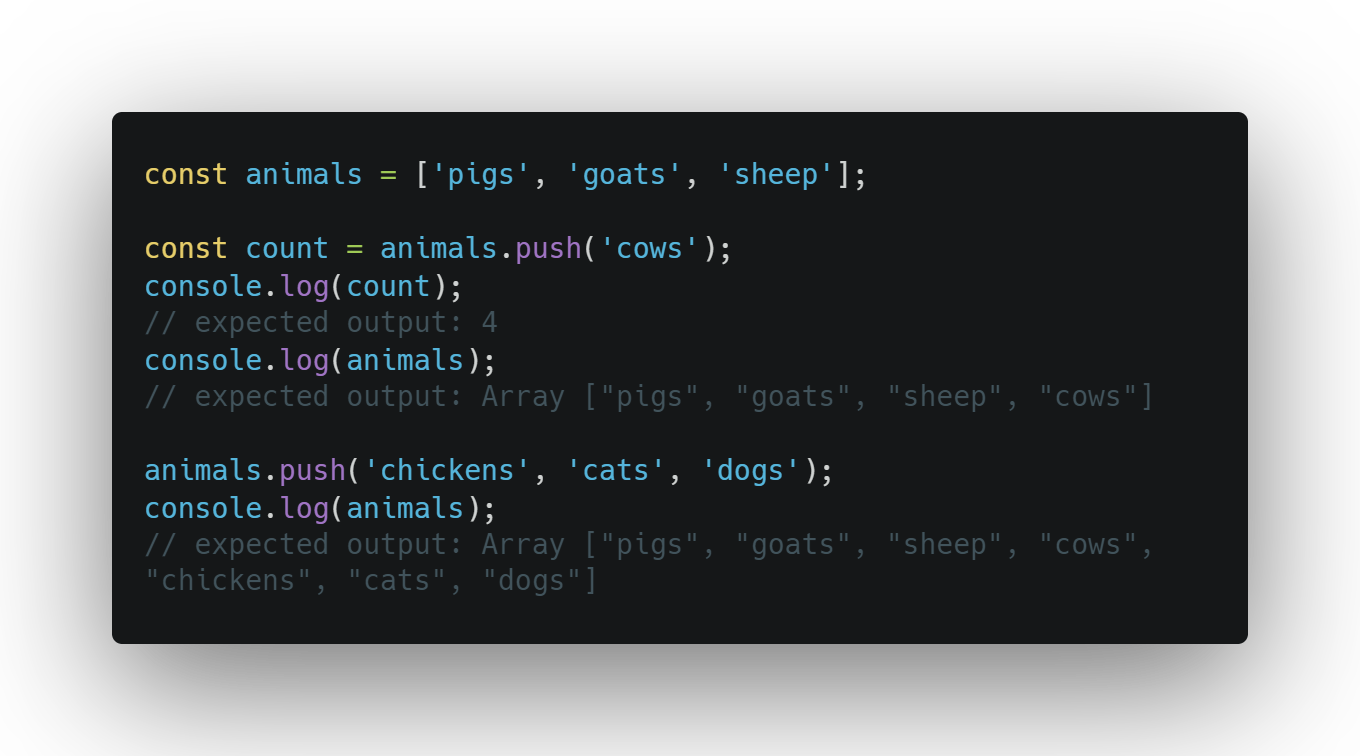 const animals = ['pigs', 'goats', 'sheep'];
const count = animals.push('cows');
console.log(count);
// expected output: 4
console.log(animals);
// expected output: Array ["pigs", "goats", "sheep", "cows"]
animals.push('chickens', 'cats', 'dogs');
console.log(animals);
// expected output: Array ["pigs", "goats", "sheep", "cows",
"chickens", "cats", "dogs"]